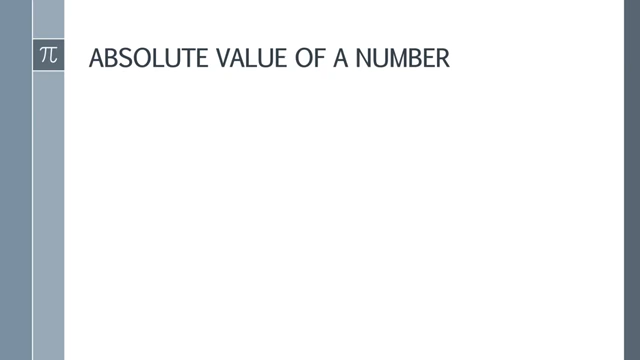 π
ABSOLUTE VALUE OF A NUMBER